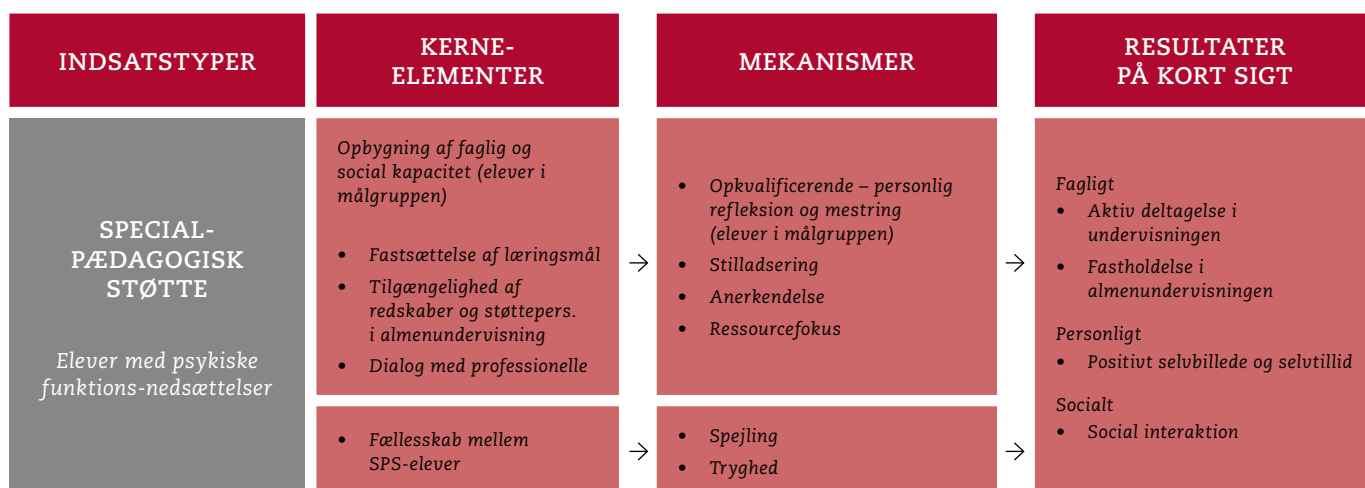 INDSATSTYPER
KERNE-
ELEMENTER
MEKANISMER
RESULTATER
PÅ KORT SIGT
SPECIAL-
PÆDAGOGISK
STØTTE
Elever med psykiske
funktions-nedsættelser
Opbygning af faglig og
social kapacitet (elever i
målgruppen)
• Fastsættelse af læringsmål
• Tilgængelighed af
redskaber og støttepers.
i almenundervisning
• Dialog med professionelle
→
• Opkvalificerende – personlig
refleksion og mestring
(elever i målgruppen)
• Stilladsering
• Anerkendelse
• Ressourcefokus
→
• Fællesskab mellem
SPS-elever
→
• Spejling
• Tryghed
→
Fagligt
• Aktiv deltagelse i
undervisningen
• Fastholdelse i
almenundervisningen
Personligt
• Positivt selvbillede og selvtillid
Socialt
• Social interaktion